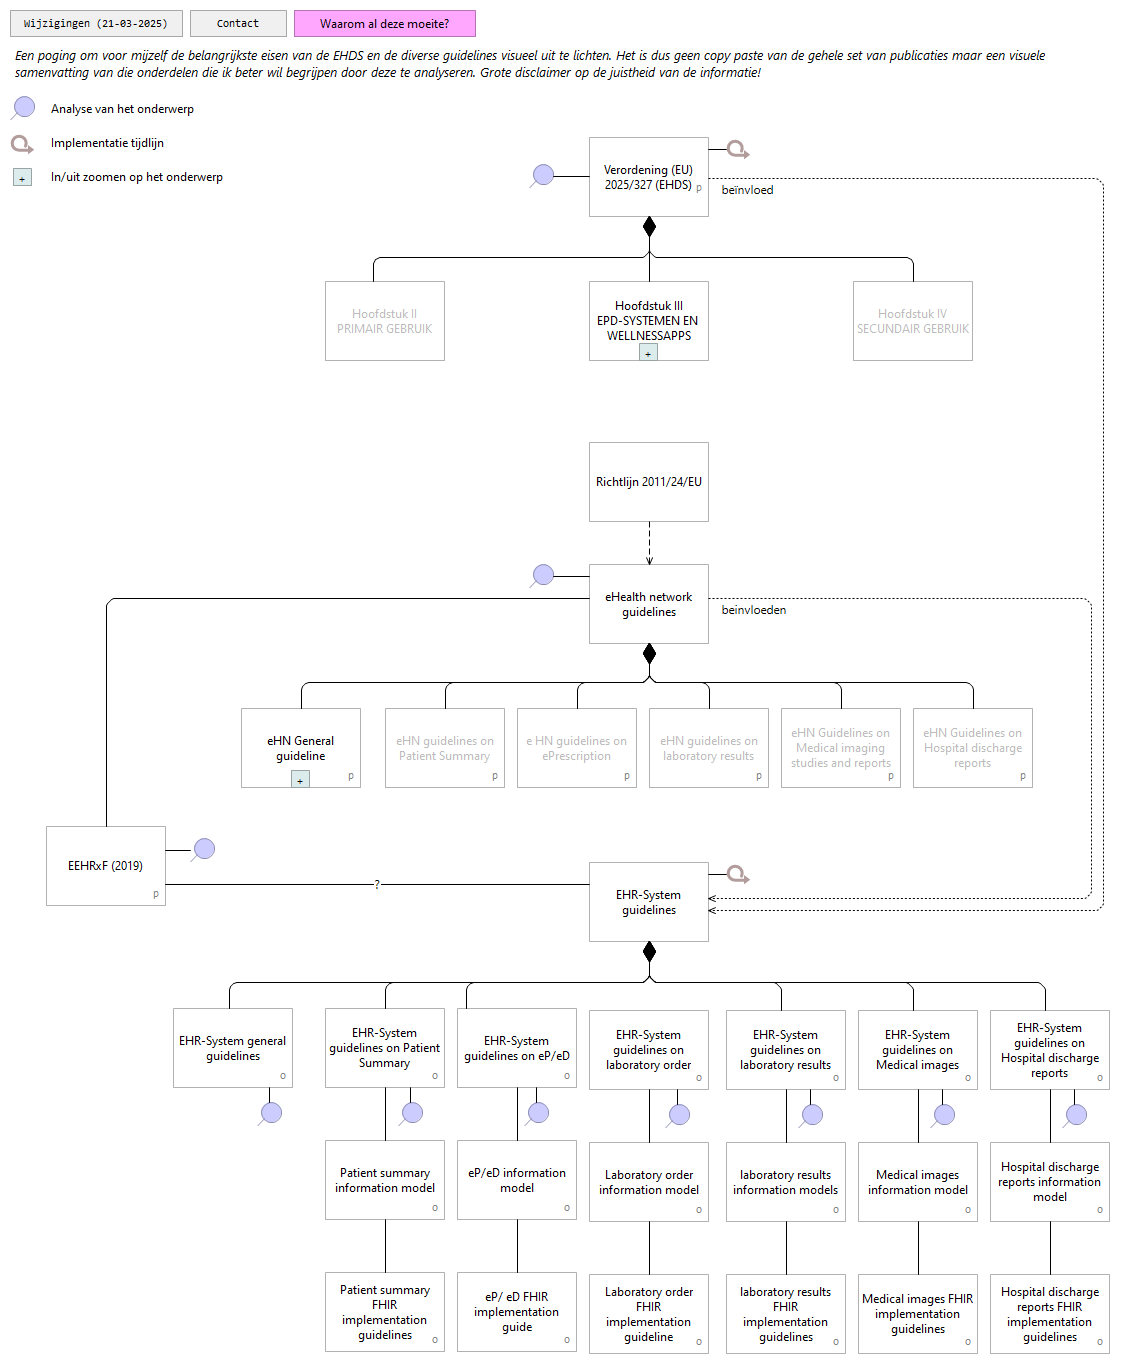 Wijzigingen (21-03-2025)
Contact
Waarom al deze moeite?
Een poging om voor mijzelf de belangrijkste eisen van de EHDS en de diverse guidelines visueel uit te lichten. Het is dus geen copy paste van de gehele set van publicaties maar een visuele
samenvatting van die onderdelen die ik beter wil begrijpen door deze te analyseren. Grote disclaimer op de juistheid van de informatie!
Analyse van het onderwerp
Implementatie tijdlijn
+
In/uit zoomen op het onderwerp
Verordening (EU)
2025/327 (EHDS)
p
beïnvloed
Hoofdstuk II
PRIMAIR GEBRUIK
Hoofdstuk III
EPD-SYSTEMEN EN
WELLNESSAPPS
+
Hoofdstuk IV
SECUNDAIR GEBRUIK
Richtlijn 2011/24/EU
eHealth network
guidelines
beinvloeden
eHN General
guideline
+
p
eHN guidelines on
Patient Summary
p
e HN guidelines on
ePrescription
p
eHN guidelines on
laboratory results
p
eHN Guidelines on
Medical imaging
studies and reports
p
eHN Guidelines on
Hospital discharge
reports
p
EEHRxF (2019)
p
?
EHR-System
guidelines
EHR-System general
guidelines
o
EHR-System
guidelines on Patient
Summary
o
EHR-System
guidelines on eP/eD
o
EHR-System
guidelines on
laboratory order
o
EHR-System
guidelines on
laboratory results
o
EHR-System
guidelines on
Medical images
o
EHR-System
guidelines on
Hospital discharge
reports
o
Patient summary
information model
o
eP/eD information
model
o
Laboratory order
information model
o
laboratory results
information models
o
Medical images
information model
o
Hospital discharge
reports information
model
o
Patient summary
FHIR
implementation
guidelines
o
eP/ eD FHIR
implementation
guide
o
Laboratory order
FHIR
implementation
guideline
o
laboratory results
FHIR
implementation
guidelines
o
Medical images FHIR
implementation
guidelines
o
Hospital discharge
reports FHIR
implementation
guidelines
o